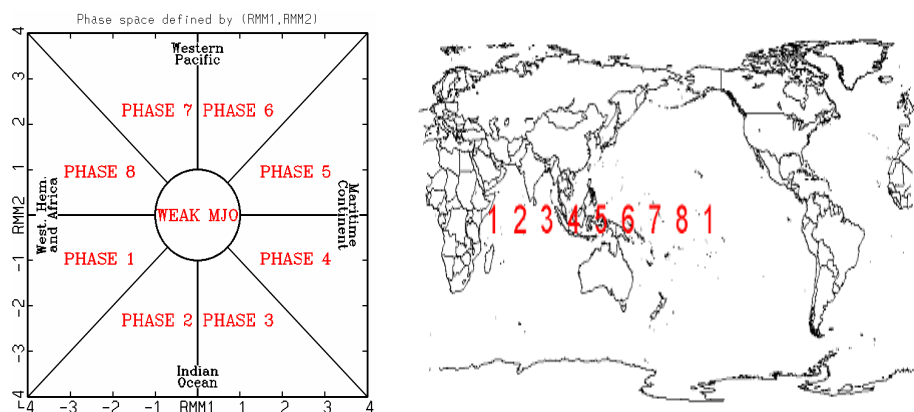 Phase space defined by (RMM1,RMM2)
4
3
2
1
0
-1
-2
-3
-4
RMM2
Western
Pacific
PHASE 7
PHASE 6
PHASE 8
PHASE 5
West. Hem.
and Africa
WEAK MJO
Maritime
Continent
PHASE 1
PHASE 4
PHASE 2
PHASE 3
Indian
Ocean
-4 -3 -2 -1 RMM1 1 2 3 4
1 2 3 4 5 6 7 8 1